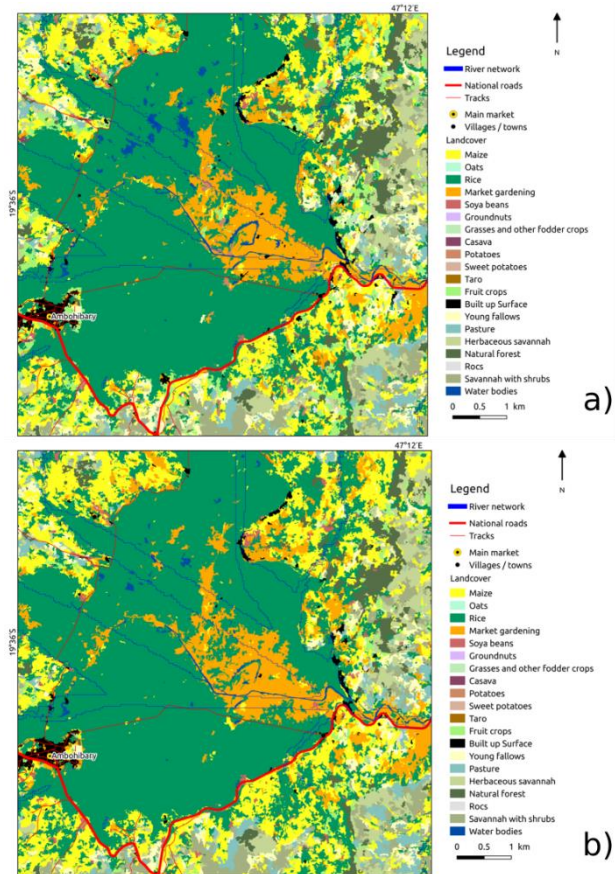 47°12'E
19°36'S
Ambohibary
Legend
River network
National roads
Tracks
Main market
Villages / towns
Landcover
Maize
Oats
Rice
Market gardening
Soya beans
Groundnuts
Grasses and other fodder crops
Casava
Potatoes
Sweet potatoes
Taro
Fruit crops
Built up Surface
Young fallows
Pasture
Herbaceous savannah
Natural forest
Rocs
Savannah with shrubs
Water bodies
0 0.5 1 km
N
a)
47°12'E
19°36'S
Ambohibary
Legend
River network
National roads
Tracks
Main market
Villages / towns
Landcover
Maize
Oats
Rice
Market gardening
Soya beans
Groundnuts
Grasses and other fodder crops
Casava
Potatoes
Sweet potatoes
Taro
Fruit crops
Built up Surface
Young fallows
Pasture
Herbaceous savannah
Natural forest
Rocs
Savannah with shrubs
Water bodies
0 0.5 1 km
N
b)